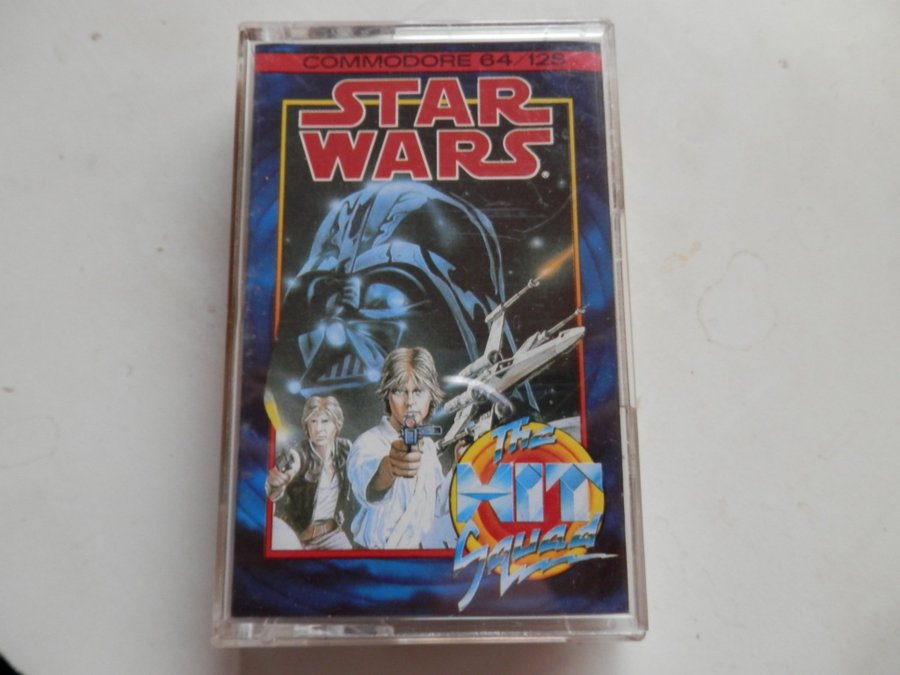 COMMODORE 64/128
STAR
WARS®
The
HIT
Squad